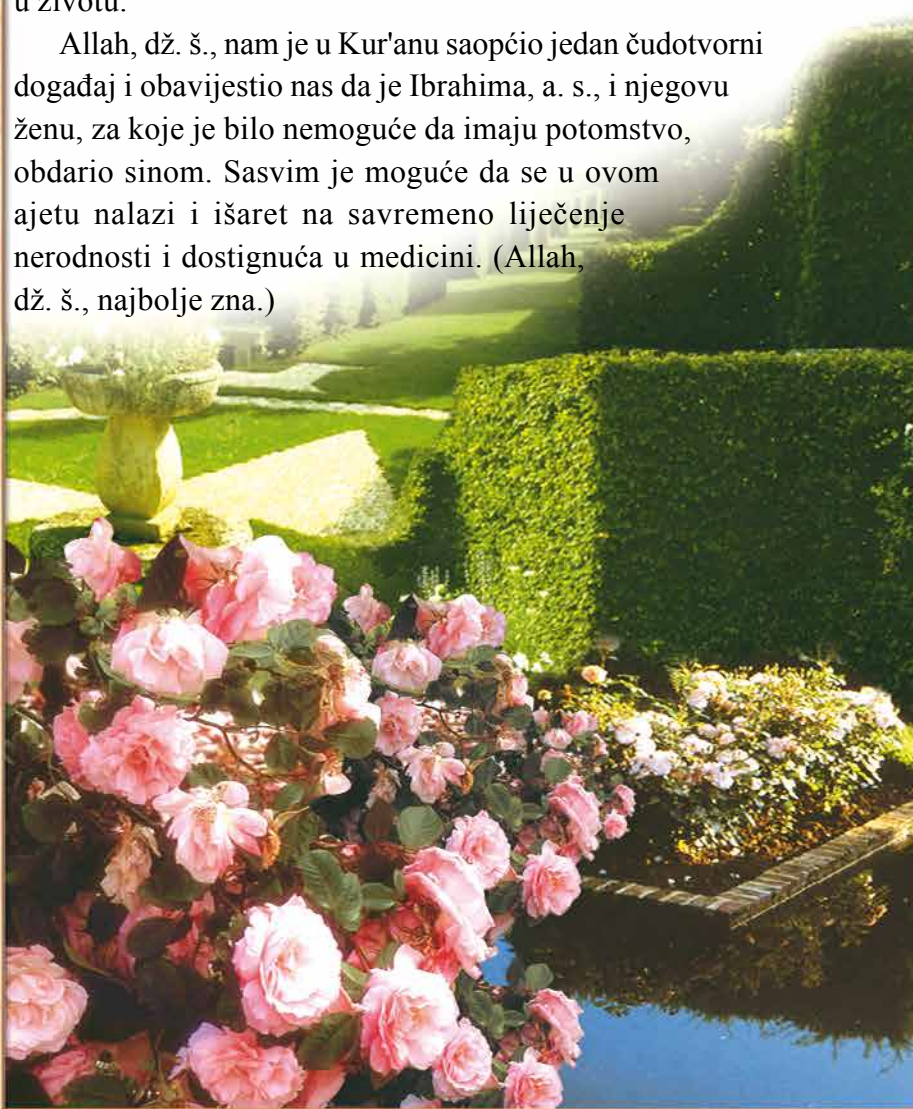 u životu.
Allah, dž. š., nam je u Kur'anu saopćio jedan čudotvorni
događaj i obavijestio nas da je Ibrahima, a. s., i njegovu
ženu, za koje je bilo nemoguće da imaju potomstvo,
obdario sinom. Sasvim je moguće da se u ovom
ajetu nalazi i išaret na savremeno liječenje
nerodnosti i dostignuća u medicini. (Allah,
dž. š., najbolje zna.)